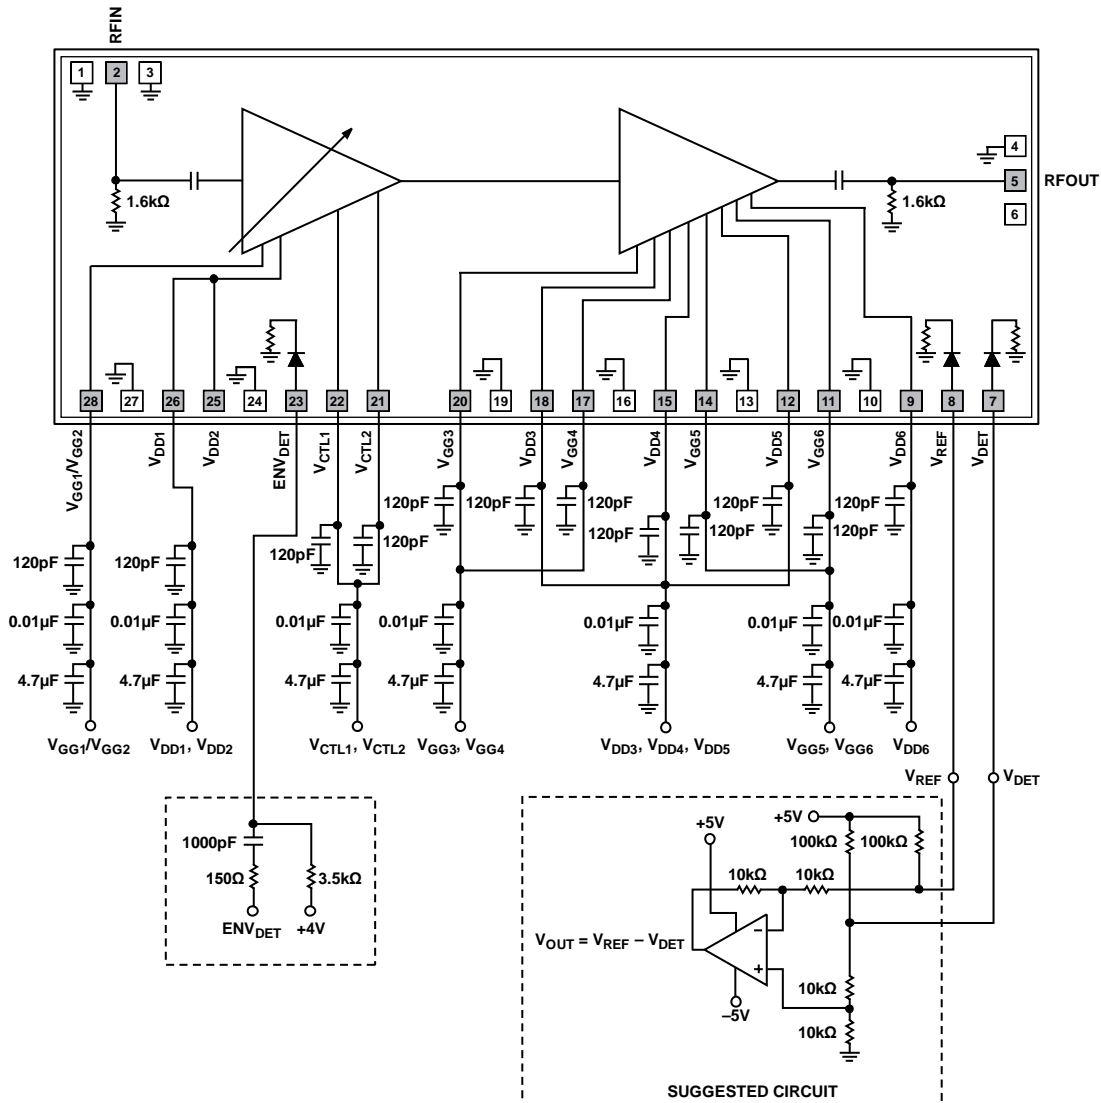 RFIN
1 2 3
4
5 RFOUT
6
1.6kΩ 1.6kΩ
28 27 26 25 24 23 22 21 20 19 18 17 16 15 14 13 12 11 10 9 8 7
VGG1/VGG2 VDD1 VDD2 ENVDET VCTL1 VCTL2 VGG3 VDD3 VGG4 VDD4 VGG5 VDD5 VGG6 VDD6 VREF VDET
120pF 120pF 120pF 120pF 120pF
120pF 120pF 120pF 120pF 120pF
120pF 120pF
0.01µF 0.01µF 0.01µF 0.01µF 0.01µF 0.01µF 0.01µF
4.7µF 4.7µF 4.7µF 4.7µF 4.7µF 4.7µF 4.7µF
VGG1/VGG2 VDD1, VDD2 VCTL1, VCTL2 VGG3, VGG4 VDD3, VDD4, VDD5 VGG5, VGG6 VDD6
VREF VDET
1000pF
150Ω 3.5kΩ
ENVDET +4V
+5V +5V
100kΩ 100kΩ
10kΩ 10kΩ
–
VOUT = VREF – VDET
+
10kΩ
–5V
10kΩ
SUGGESTED CIRCUIT